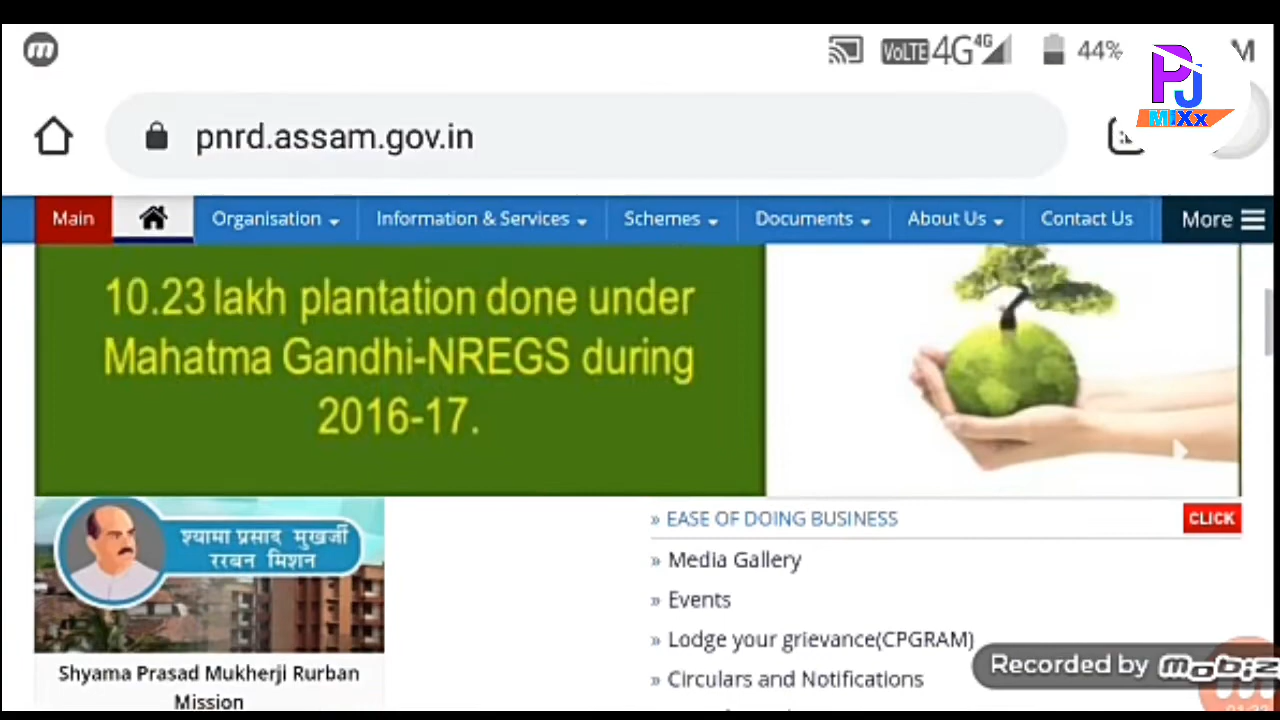 VoLTE 4G 4G 44% M
PJ
MIXx
pnrd.assam.gov.in
Main Organisation Information & Services Schemes Documents About Us Contact Us More
10.23 lakh plantation done under
Mahatma Gandhi-NREGS during
2016-17.
श्यामा प्रसाद मुखर्जी
रुरबन मिशन
Shyama Prasad Mukherji Rurban
Mission
» EASE OF DOING BUSINESS CLICK
» Media Gallery
» Events
» Lodge your grievance(CPGRAM)
» Circulars and Notifications
Recorded by mobiz